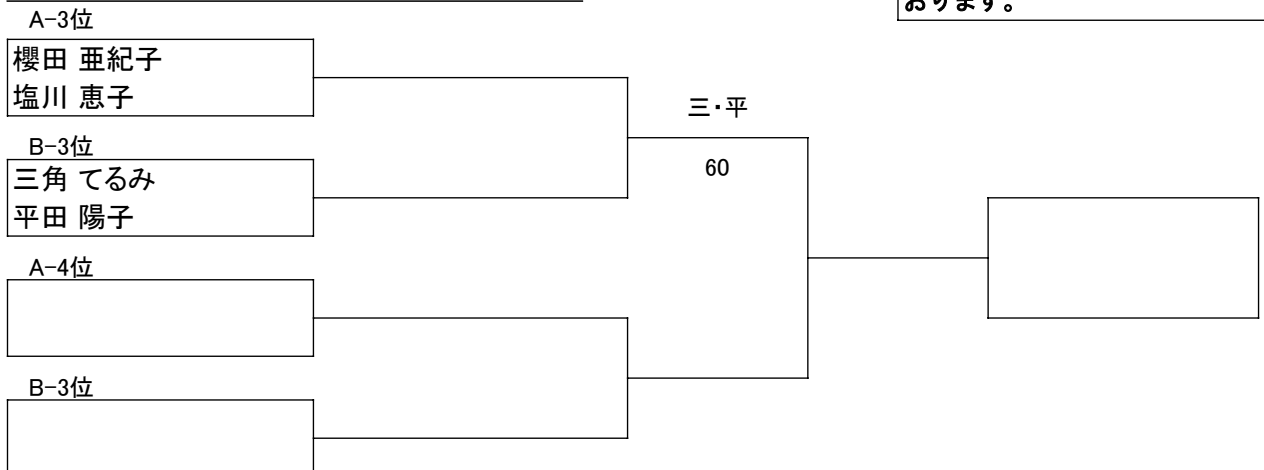 おります。
A-3位
櫻田 亜紀子
塩川 恵子
三・平
B-3位
60
三角 てるみ
平田 陽子
A-4位
B-3位